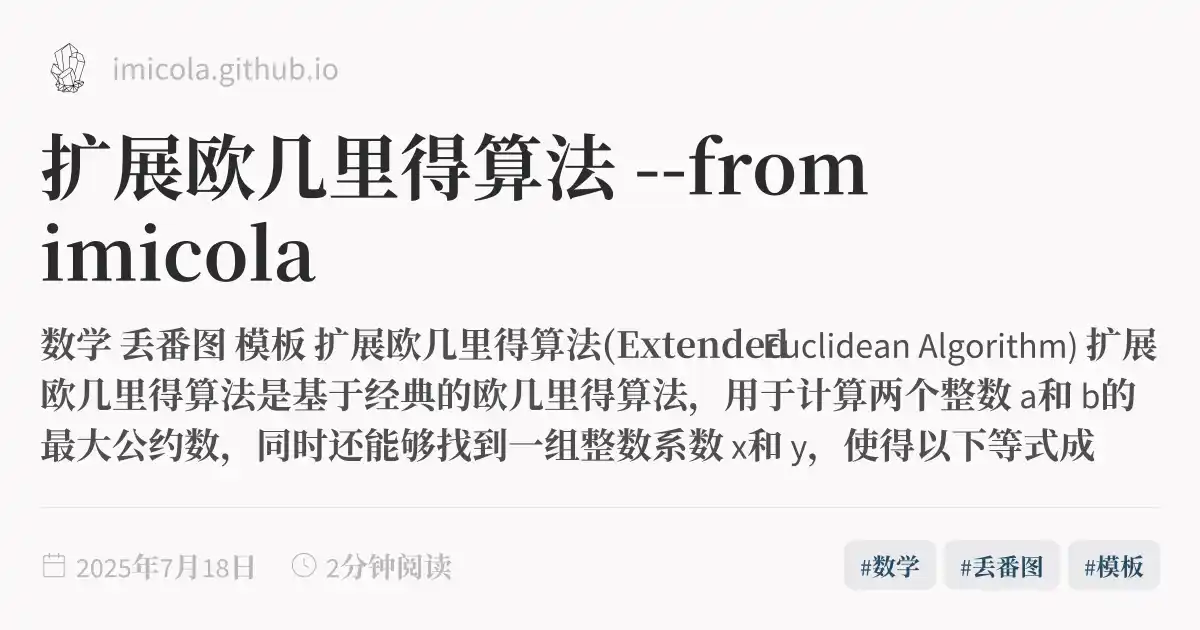 imicola.github.io
扩展欧几里得算法 --from
imicola
数学 丢番图 模板 扩展欧几里得算法(Extended Euclidean Algorithm) 扩展
欧几里得算法是基于经典的欧几里得算法，用于计算两个整数 a和 b的
最大公约数，同时还能够找到一组整数系数 x和 y，使得以下等式成
2025年7月18日 2分钟阅读 #数学 #丢番图 #模板